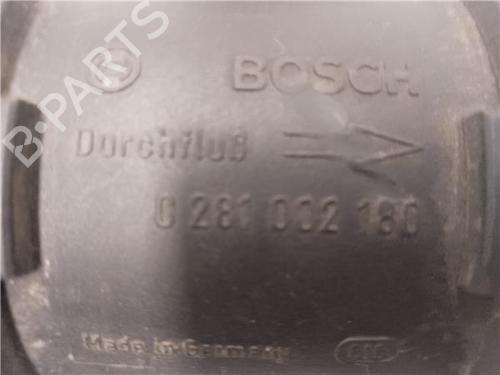 B-PARTS
BOSCH
Durchfluß
0 281 002 180
Made in Germany